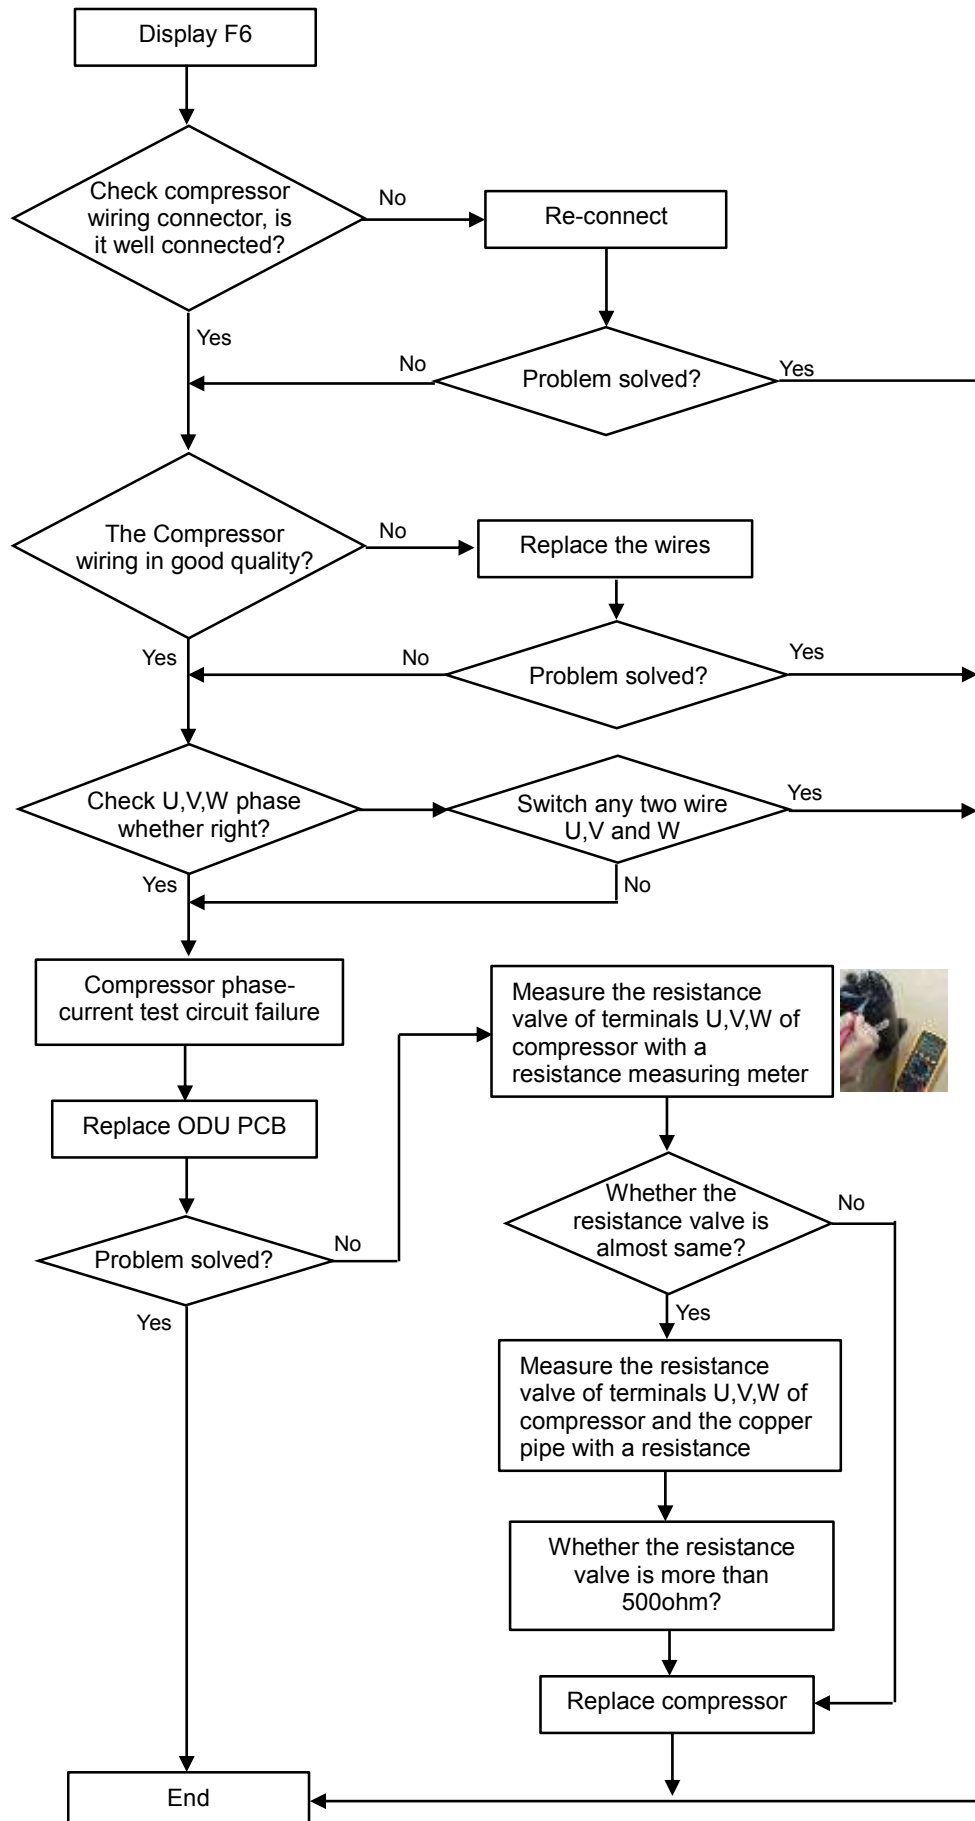 Display F6
Check compressor
wiring connector, is
it well connected?
No
Re-connect
Yes
No
Problem solved?
Yes
The Compressor
wiring in good quality?
No
Replace the wires
Yes
No
Problem solved?
Yes
Check U,V,W phase
whether right?
Switch any two wire
U,V and W
Yes
Yes
No
Compressor phase-
current test circuit failure
Measure the resistance
valve of terminals U,V,W of
compressor with a
resistance measuring meter
Replace ODU PCB
Problem solved?
No
Whether the
resistance valve is
almost same?
No
Yes
Yes
Measure the resistance
valve of terminals U,V,W of
compressor and the copper
pipe with a resistance
Whether the resistance
valve is more than
500ohm?
Replace compressor
End